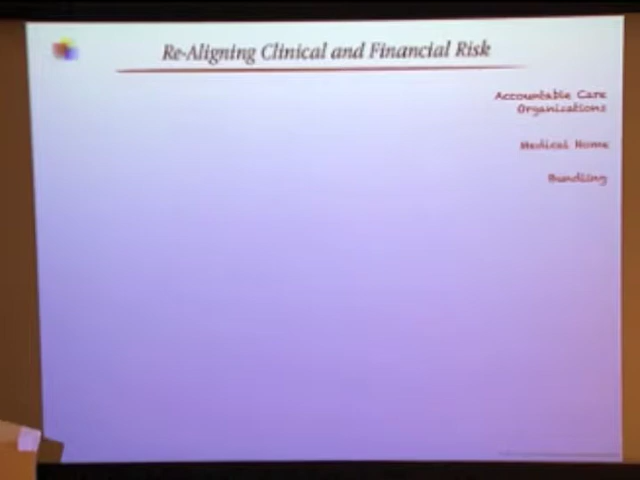 Re-Aligning Clinical and Financial Risk
Accountable Care
Organizations
Medical Home
Bundling